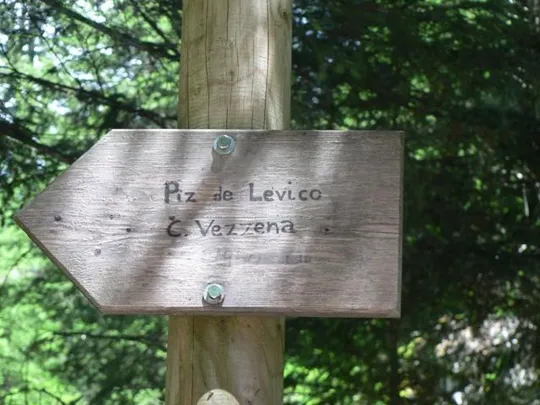 Piz de Levico
C. Vezzena